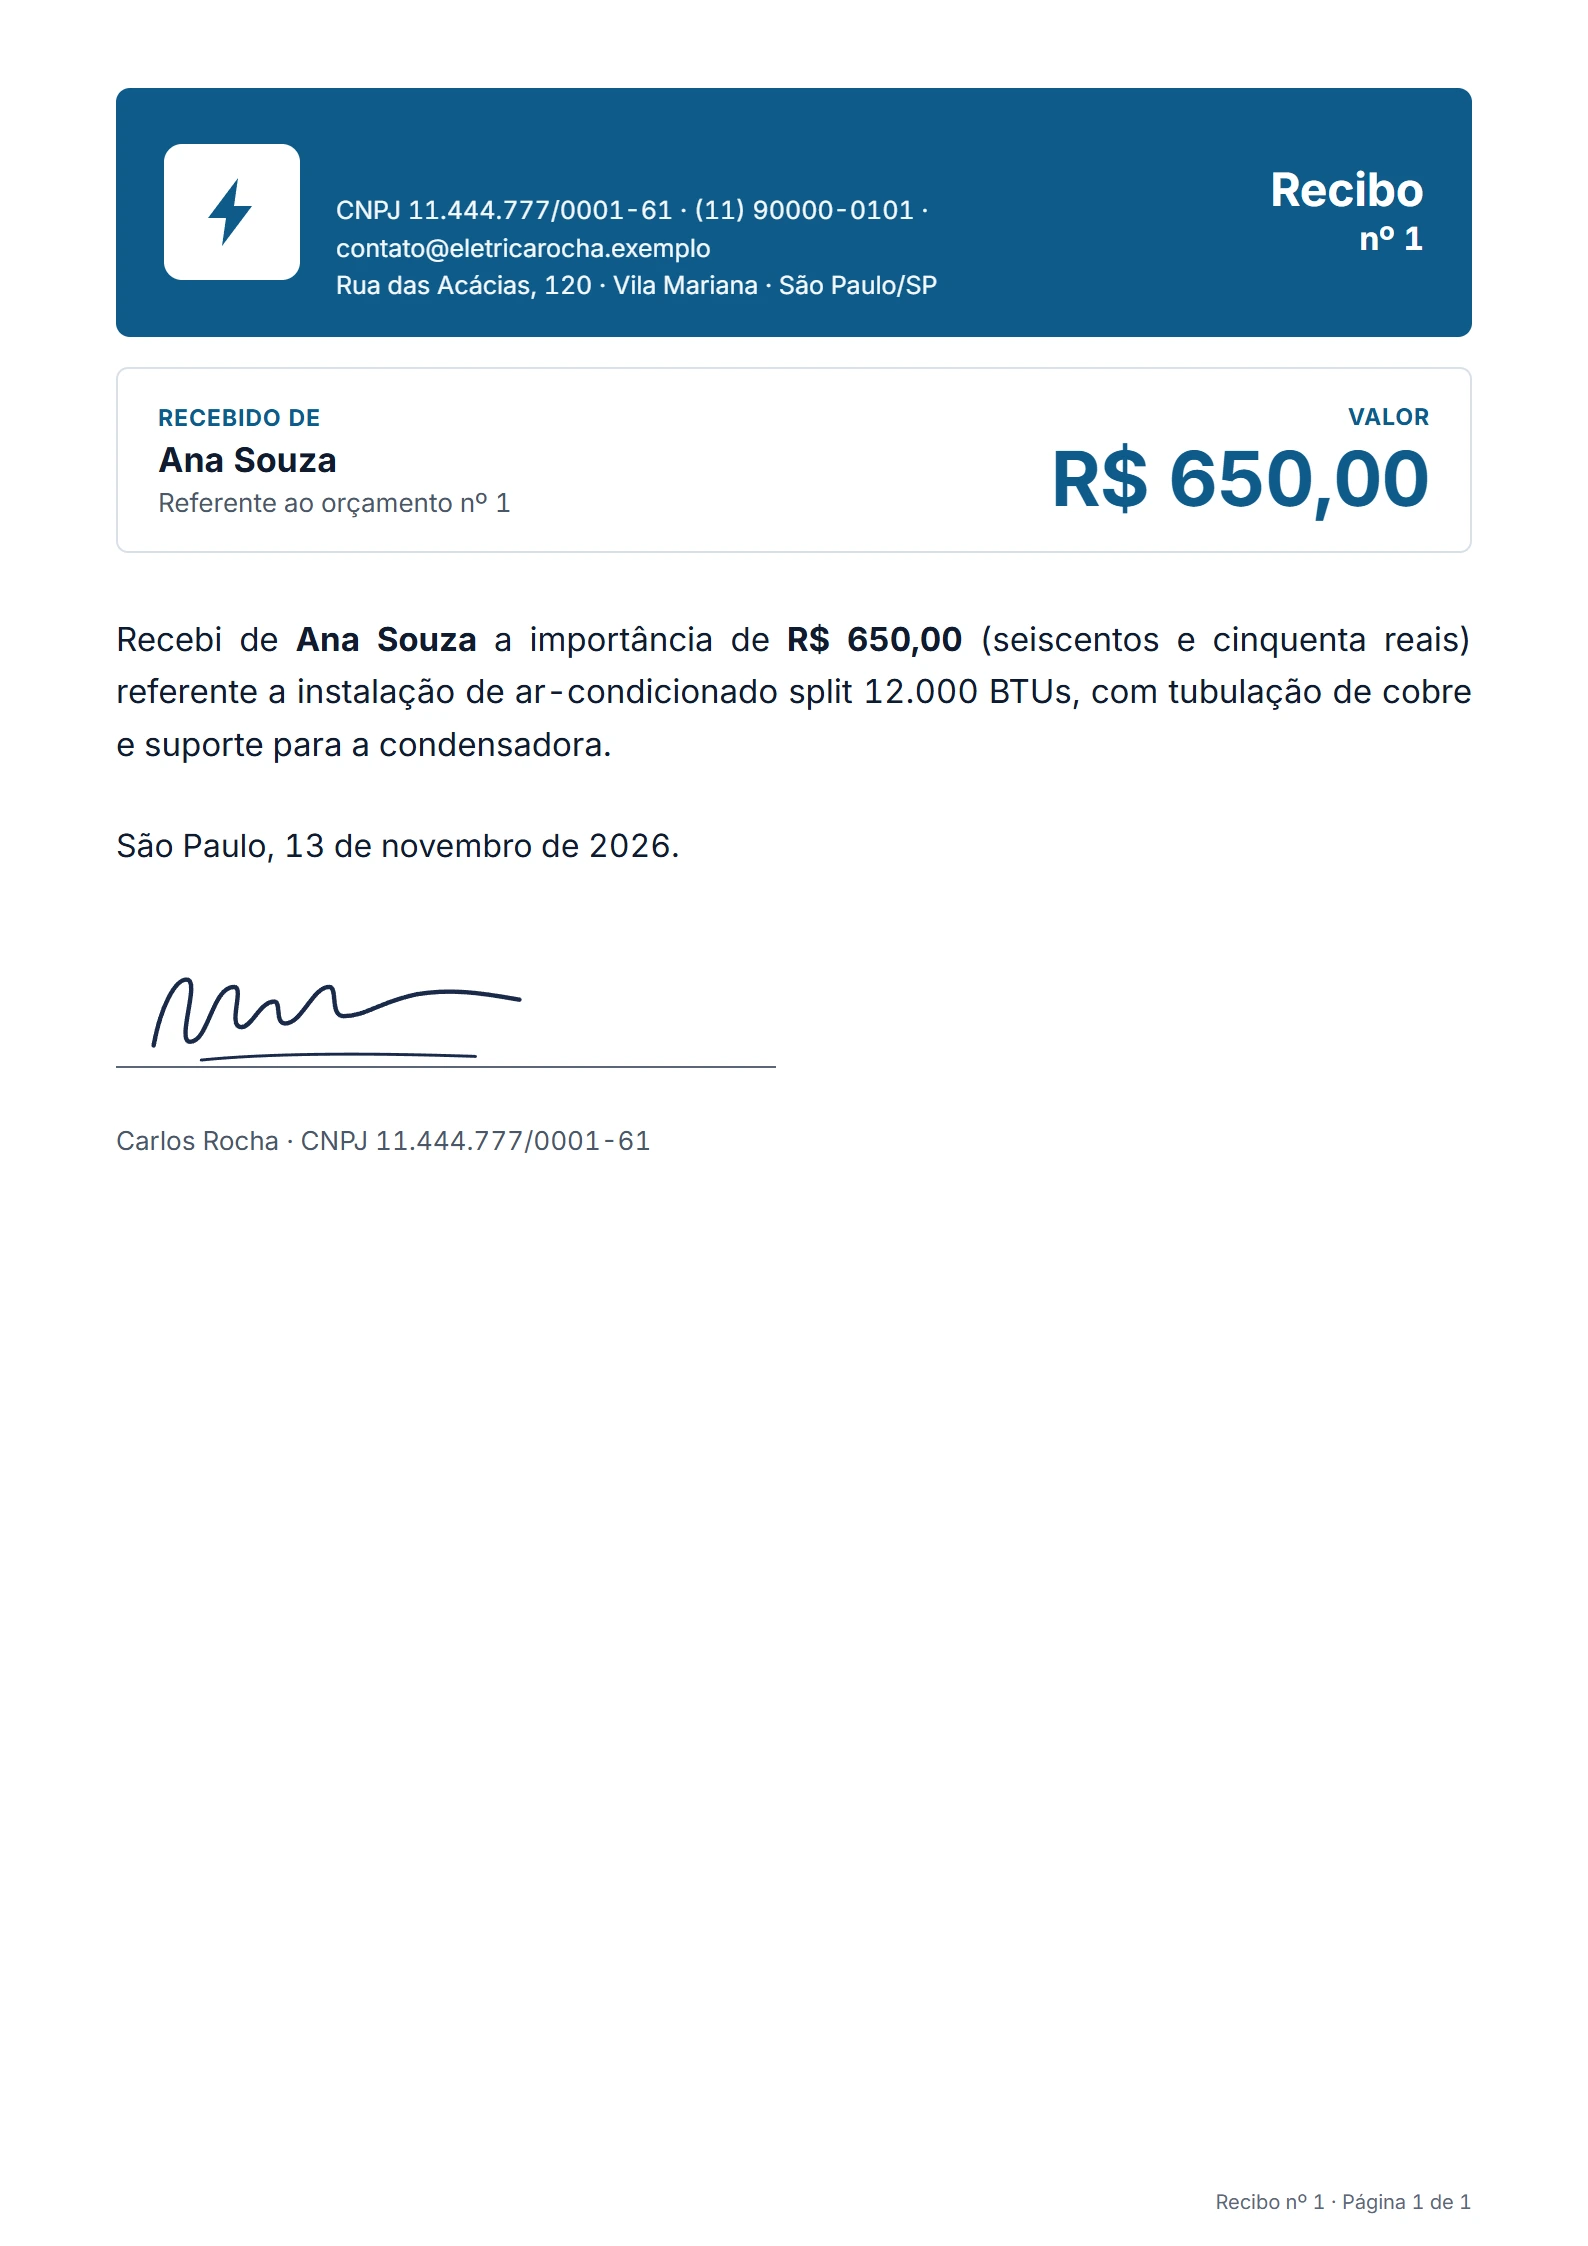 CNPJ 11.444.777/0001-61 · (11) 90000-0101 ·
contato@eletricarocha.exemplo
Rua das Acácias, 120 · Vila Mariana · São Paulo/SP
Recibo
nº 1
RECEBIDO DE
Ana Souza
Referente ao orçamento nº 1
VALOR
R$ 650,00
Recebi de Ana Souza a importância de R$ 650,00 (seiscentos e cinquenta reais)
referente a instalação de ar-condicionado split 12.000 BTUs, com tubulação de cobre
e suporte para a condensadora.
São Paulo, 13 de novembro de 2026.
Carlos Rocha · CNPJ 11.444.777/0001-61
Recibo nº 1 · Página 1 de 1